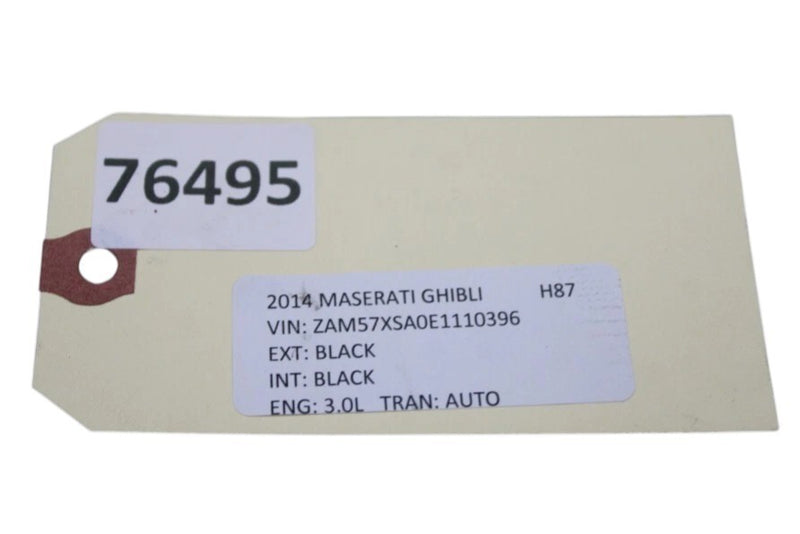 76495
2014 MASERATI GHIBLI H87
VIN: ZAM57XSA0E1110396
EXT: BLACK
INT: BLACK
ENG: 3.0L TRAN: AUTO